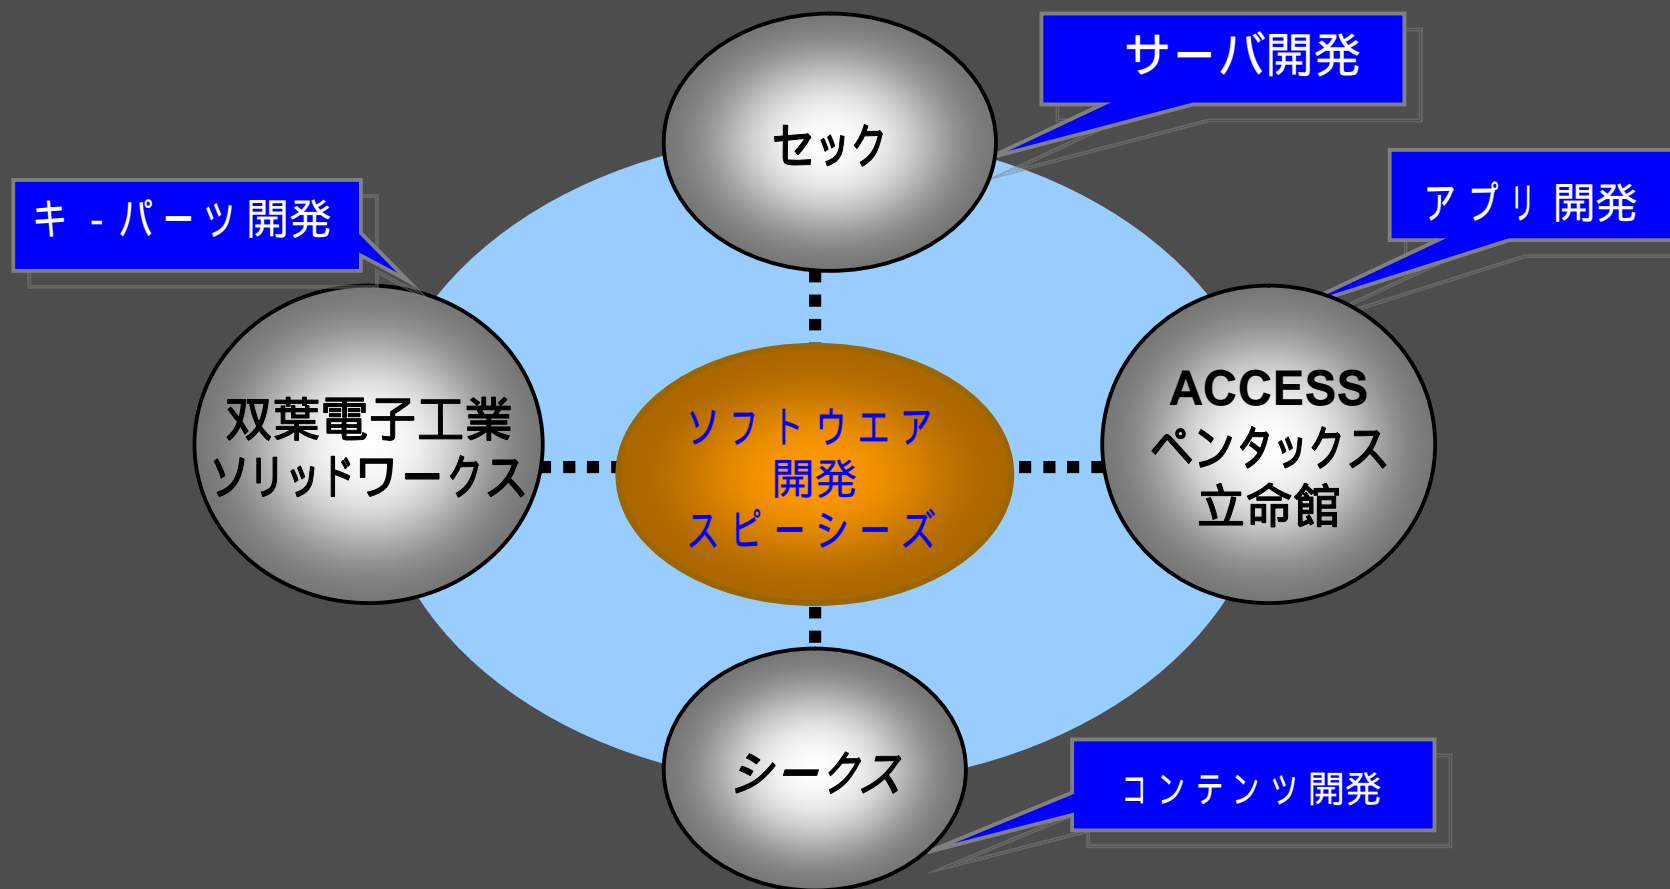 サーバ開発
セック
アプリ開発
キ-パーツ開発
双葉電子工業
ソリッドワークス
ソフトウエア
開発
スピーシーズ
ACCESS
ペンタックス
立命館
シークス
コンテンツ開発